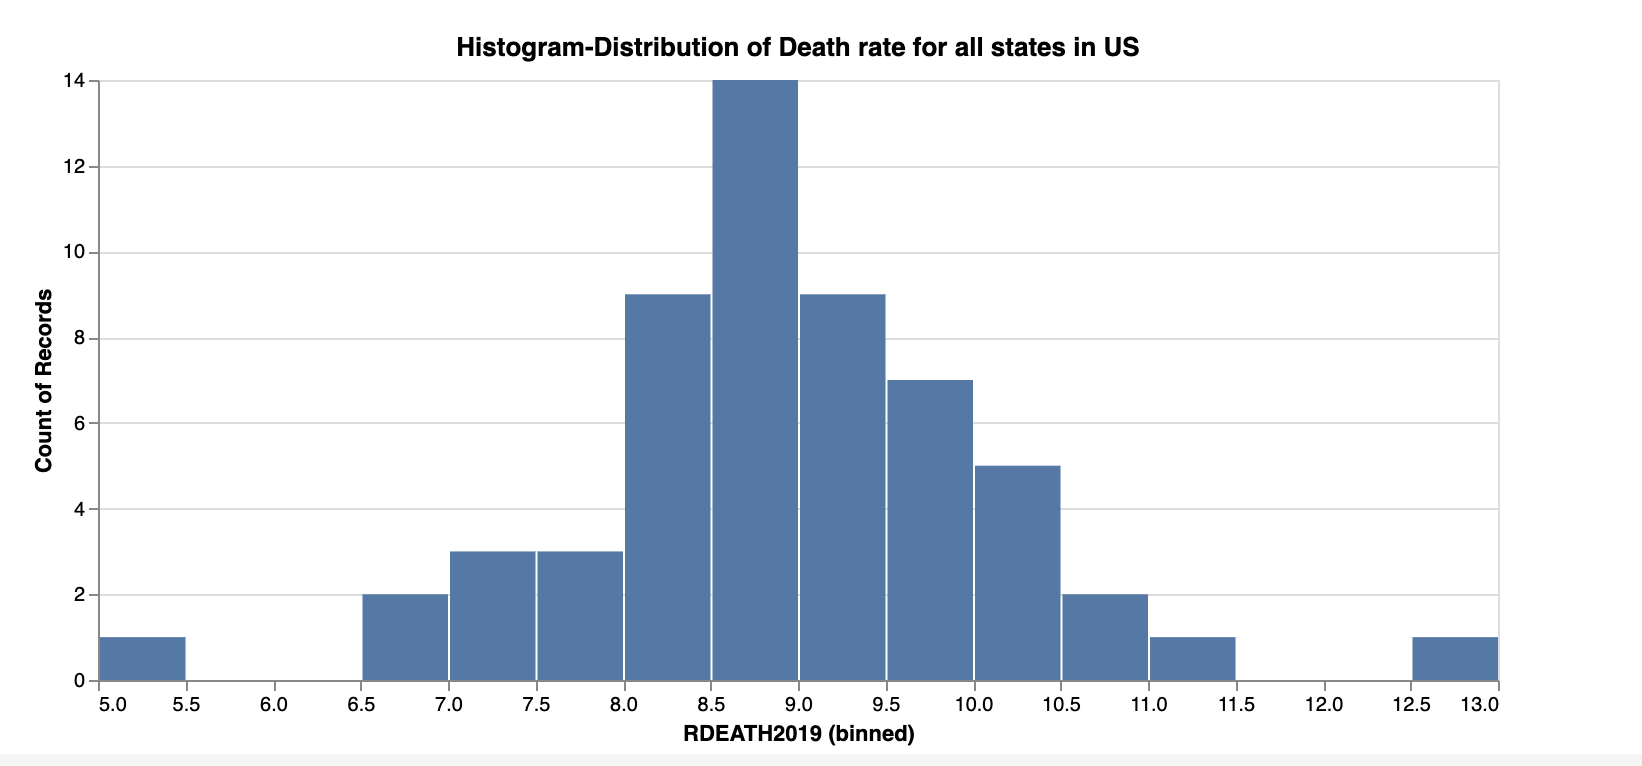 Histogram-Distribution of Death rate for all states in US
14
12
10
8
6
4
2
0
Count of Records
5.0 5.5 6.0 6.5 7.0 7.5 8.0 8.5 9.0 9.5 10.0 10.5 11.0 11.5 12.0 12.5 13.0
RDEATH2019 (binned)